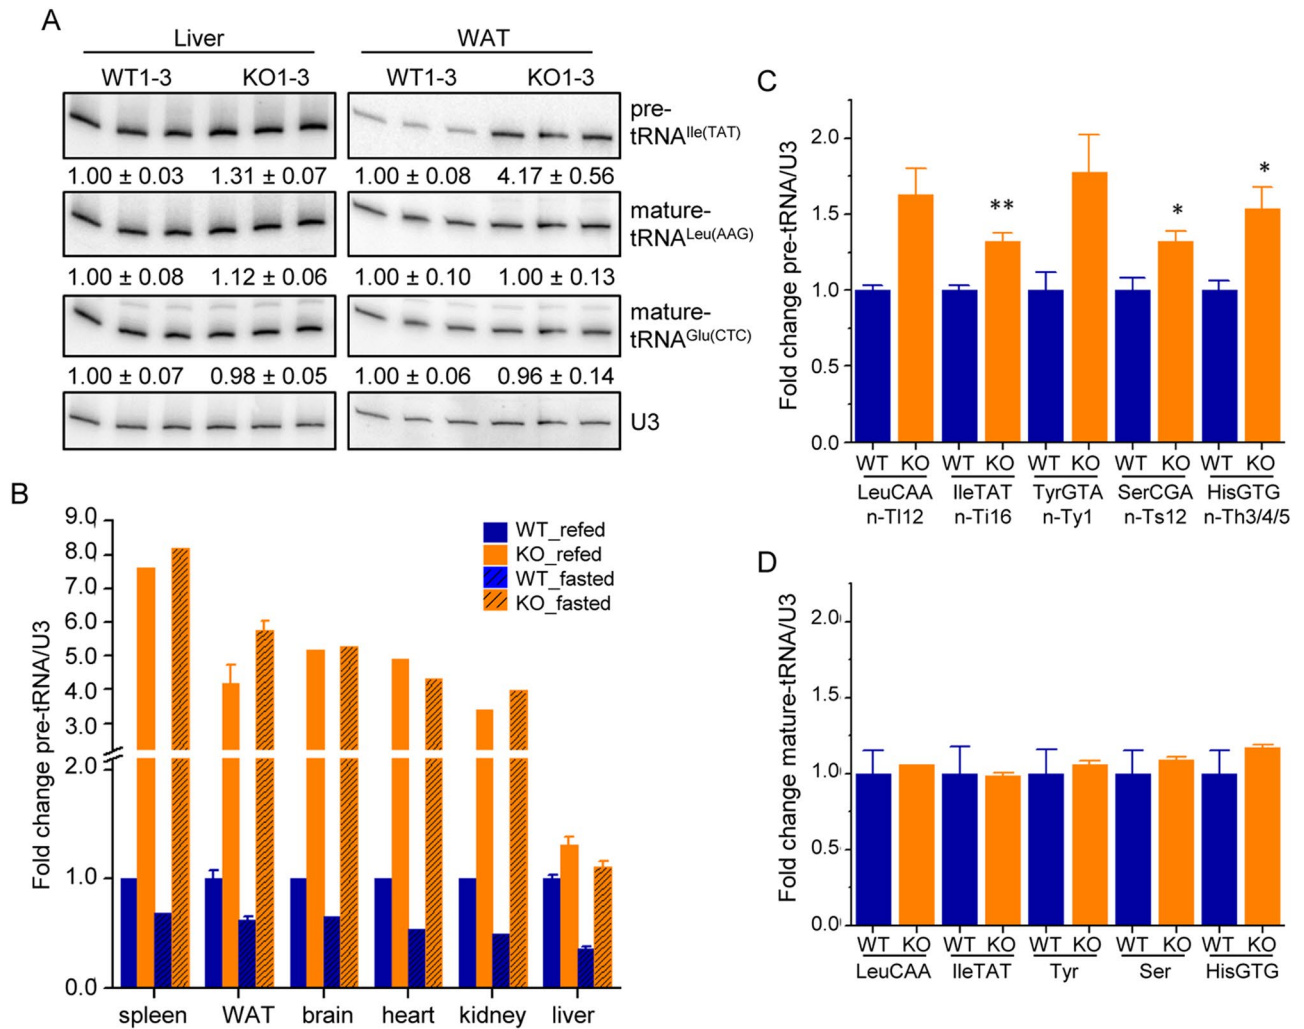 A
Liver WAT
WT1-3 KO1-3 WT1-3 KO1-3
pre-
tRNAIle(TAT)
1.00 ± 0.03 1.31 ± 0.07 1.00 ± 0.08 4.17 ± 0.56
mature-
tRNALeu(AAG)
1.00 ± 0.08 1.12 ± 0.06 1.00 ± 0.10 1.00 ± 0.13
mature-
tRNAGlu(CTC)
1.00 ± 0.07 0.98 ± 0.05 1.00 ± 0.06 0.96 ± 0.14
U3
B
Fold change pre-tRNA/U3
9.0
8.0
7.0
6.0
5.0
4.0
3.0
2.0
1.0
0.0
WT_refed
KO_refed
WT_fasted
KO_fasted
spleen WAT brain heart kidney liver
C
Fold change pre-tRNA/U3
2.0
1.5
1.0
0.5
0.0
** * *
WT KO WT KO WT KO WT KO WT KO
LeuCAA IleTAT TyrGTA SerCGA HisGTG
n-Tl12 n-Ti16 n-Ty1 n-Ts12 n-Th3/4/5
D
Fold change mature-tRNA/U3
2.0
1.5
1.0
0.5
0.0
WT KO WT KO WT KO WT KO WT KO
LeuCAA IleTAT Tyr Ser HisGTG